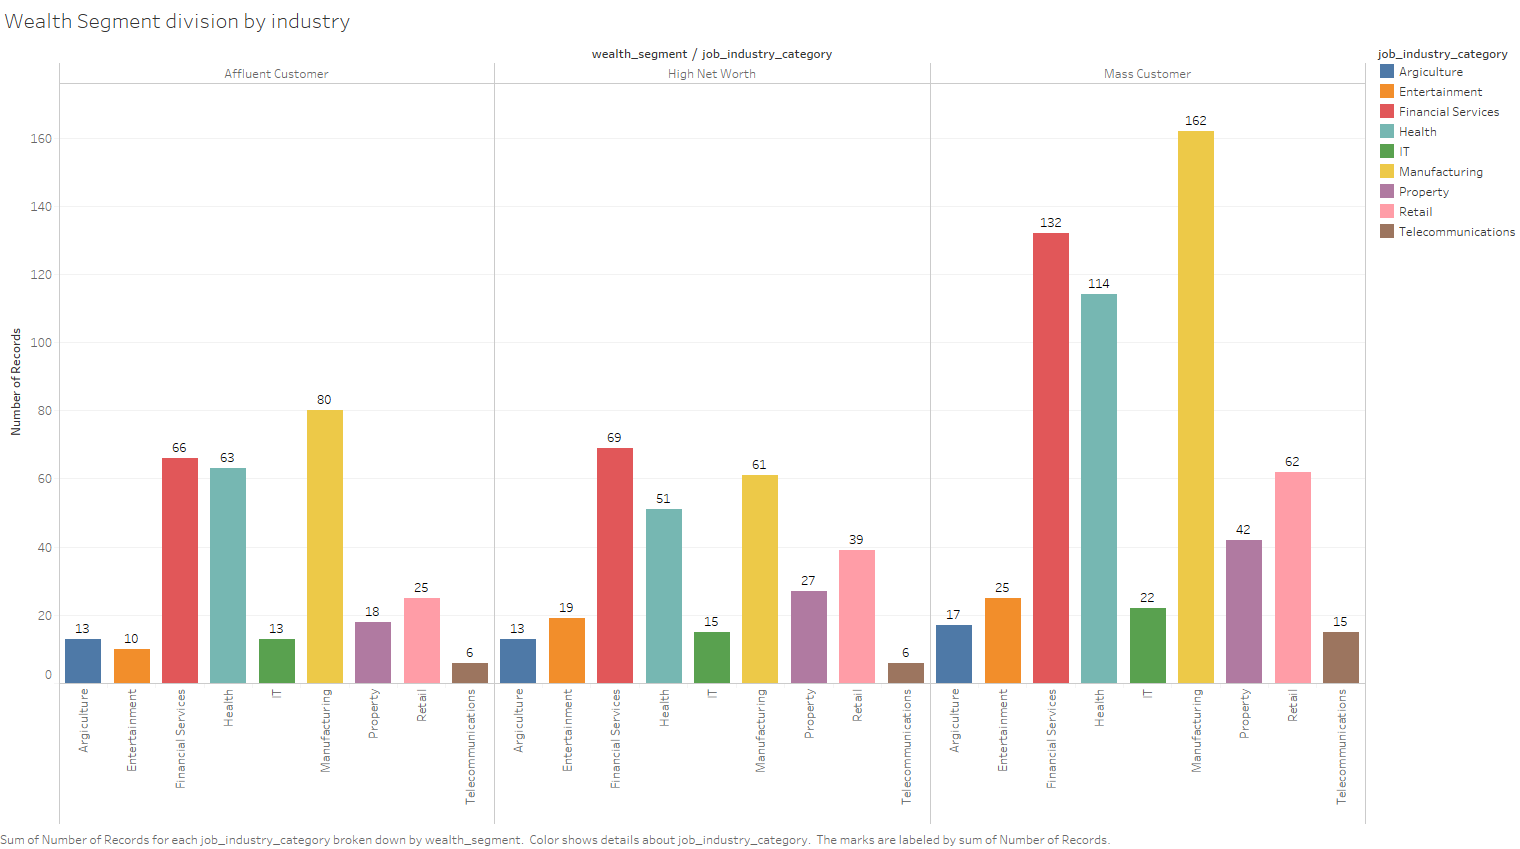 Wealth Segment division by industry
wealth_segment / job_industry_category
Affluent Customer
High Net Worth
Mass Customer
Number of Records
160
140
120
100
80
60
40
20
0
13
10
66
63
13
80
18
25
6
13
19
69
51
15
61
27
39
6
17
25
132
114
22
162
42
62
15
Argiculture
Entertainment
Financial Services
Health
IT
Manufacturing
Property
Retail
Telecommunications
Argiculture
Entertainment
Financial Services
Health
IT
Manufacturing
Property
Retail
Telecommunications
Argiculture
Entertainment
Financial Services
Health
IT
Manufacturing
Property
Retail
Telecommunications
job_industry_category
Argiculture
Entertainment
Financial Services
Health
IT
Manufacturing
Property
Retail
Telecommunications
Sum of Number of Records for each job_industry_category broken down by wealth_segment.  Color shows details about job_industry_category.  The marks are labeled by sum of Number of Records.